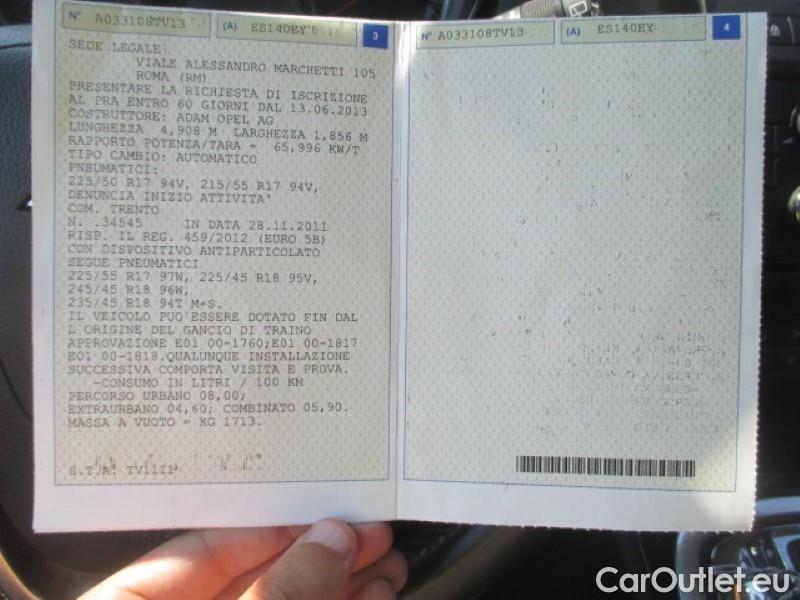 N° A033108TV13
(A) ES140EY
3
SEDE LEGALE
VIALE ALESSANDRO MARCHETTI 105
ROMA (RM)
PRESENTARE LA RICHIESTA DI ISCRIZIONE
AL PRA ENTRO 60 GIORNI DAL 13.06.2013
COSTRUTTORE: ADAM OPEL AG
LUNGHEZZA 4,908 M LARGHEZZA 1,856 M
RAPPORTO POTENZA/TARA = 65,996 KW/T
TIPO CAMBIO: AUTOMATICO
PNEUMATICI:
225/50 R17 94V, 215/55 R17 94V,
DENUNCIA INIZIO ATTIVITA'
COM. TRENTO
N. .34545 IN DATA 28.11.2011
RISP. IL REG. 459/2012 (EURO 5B)
CON DISPOSITIVO ANTIPARTICOLATO
SEGUE PNEUMATICI
225/55 R17 97W, 225/45 R18 95V,
245/45 R18 96W,
235/45 R18 94T M+S.
IL VEICOLO PUO'ESSERE DOTATO FIN DAL
L'ORIGINE DEL GANCIO DI TRAINO
APPROVAZIONE E01 00-1760;E01 00-1817
E01 00-1818.QUALUNQUE INSTALLAZIONE
SUCCESSIVA COMPORTA VISITA E PROVA.
-CONSUMO IN LITRI / 100 KM
PERCORSO URBANO 08,00;
EXTRAURBANO 04,60; COMBINATO 05,90.
MASSA A VUOTO = KG 1713.
S.T.A. TV1111
N° A033108TV13
(A) ES140EY
4
CarOutlet.eu